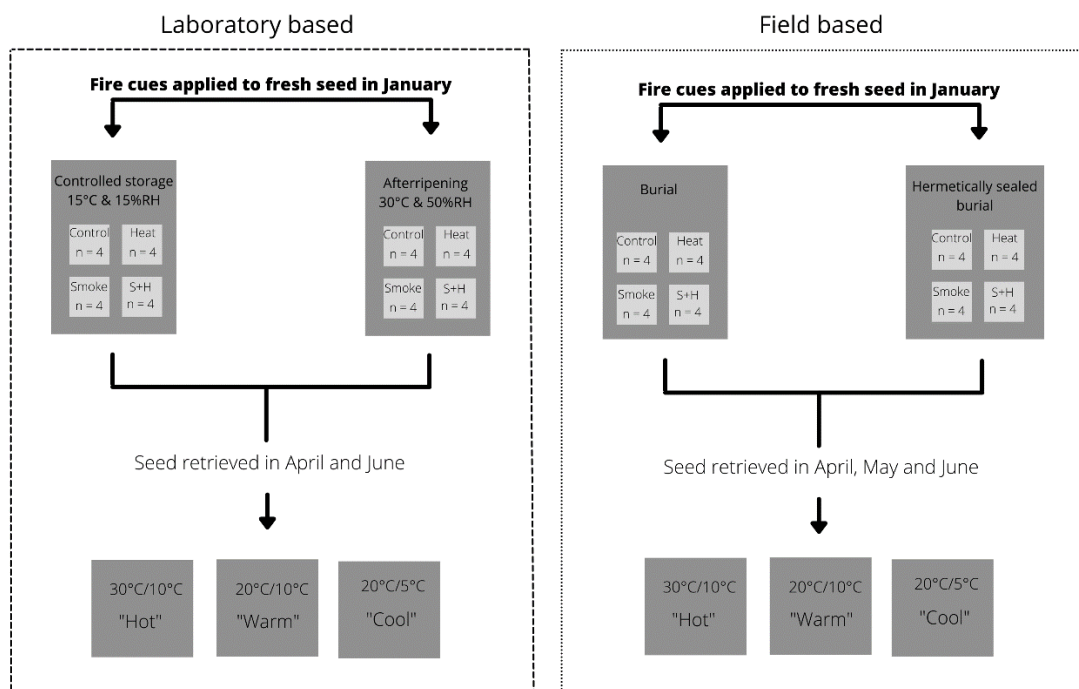 Laboratory based
Fire cues applied to fresh seed in January
Controlled storage
15°C & 15%RH
Control
n = 4
Heat
n = 4
Smoke
n = 4
S+H
n = 4
Afterripening
30°C & 50%RH
Control
n = 4
Heat
n = 4
Smoke
n = 4
S+H
n = 4
Seed retrieved in April and June
30°C/10°C
"Hot"
20°C/10°C
"Warm"
20°C/5°C
"Cool"
Field based
Fire cues applied to fresh seed in January
Burial
Control
n = 4
Heat
n = 4
Smoke
n = 4
S+H
n = 4
Hermetically sealed
burial
Control
n = 4
Heat
n = 4
Smoke
n = 4
S+H
n = 4
Seed retrieved in April, May and June
30°C/10°C
"Hot"
20°C/10°C
"Warm"
20°C/5°C
"Cool"